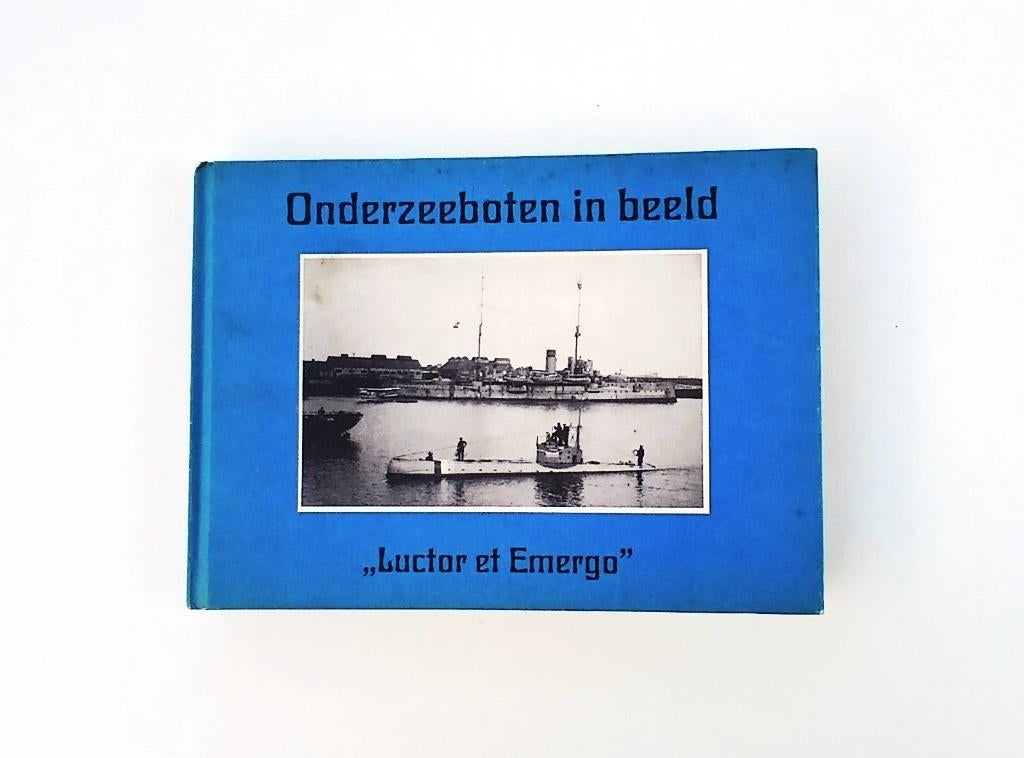 Onderzeeboten in beeld
„Luctor et Emergo”